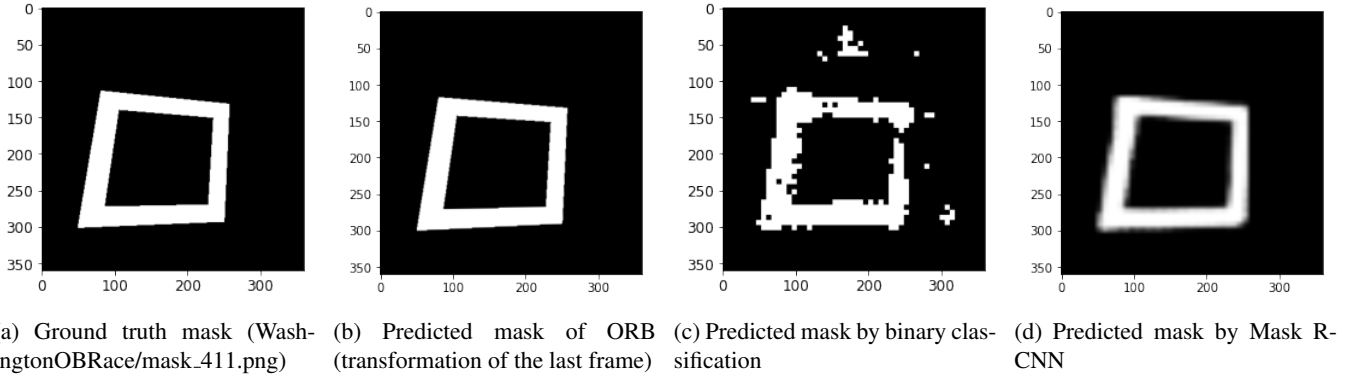 0
50
100
150
200
250
300
350
0 100 200 300
0
50
100
150
200
250
300
350
0 100 200 300
0
50
100
150
200
250
300
350
0 100 200 300
0
50
100
150
200
250
300
350
0 100 200 300
a) Ground truth mask (Wash-
ngtonOBRace/mask_411.png)
(b) Predicted mask of ORB
(transformation of the last frame)
(c) Predicted mask by binary clas-
sification
(d) Predicted mask by Mask R-
CNN